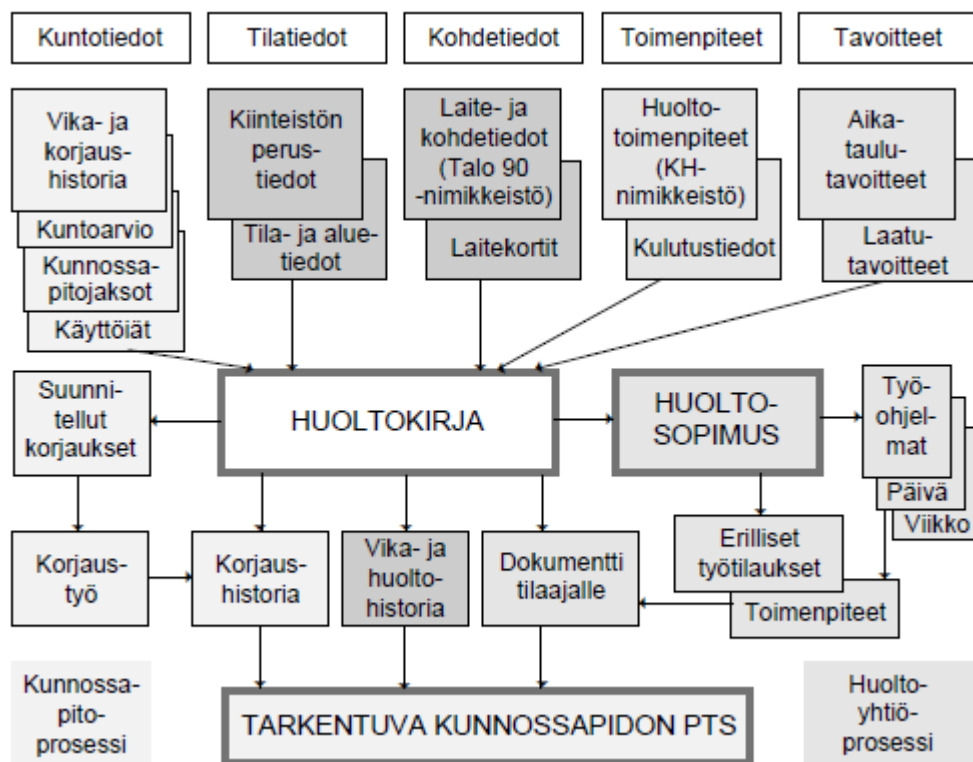 Kuntotiedot
Tilatiedot
Kohdetiedot
Toimenpiteet
Tavoitteet
Vika- ja
korjaus-
historia
Kuntoarvio
Kunnossa-
pitojaksot
Käyttöiät
Kiinteistön
perus-
tiedot
Tila- ja alue-
tiedot
Laite- ja
kohdetiedot
(Talo 90
-nimikkeistö)
Laitekortit
Huolto-
toimenpiteet
(KH-
nimikkeistö)
Kulutustiedot
Aika-
taulu-
tavoitteet
Laatu-
tavoitteet
Suunni-
tellut
korjaukset
HUOLTOKIRJA
HUOLTO-
SOPIMUS
Työ-
ohjel-
mat
Päivä
Viikko
Korjaus-
työ
Korjaus-
historia
Vika- ja
huolto-
historia
Dokumentti
tilaajalle
Erilliset
työtilaukset
Toimenpiteet
Kunnossa-
pito-
prosessi
TARKENTUVA KUNNOSSAPIDON PTS
Huolto-
yhtiö-
prosessi